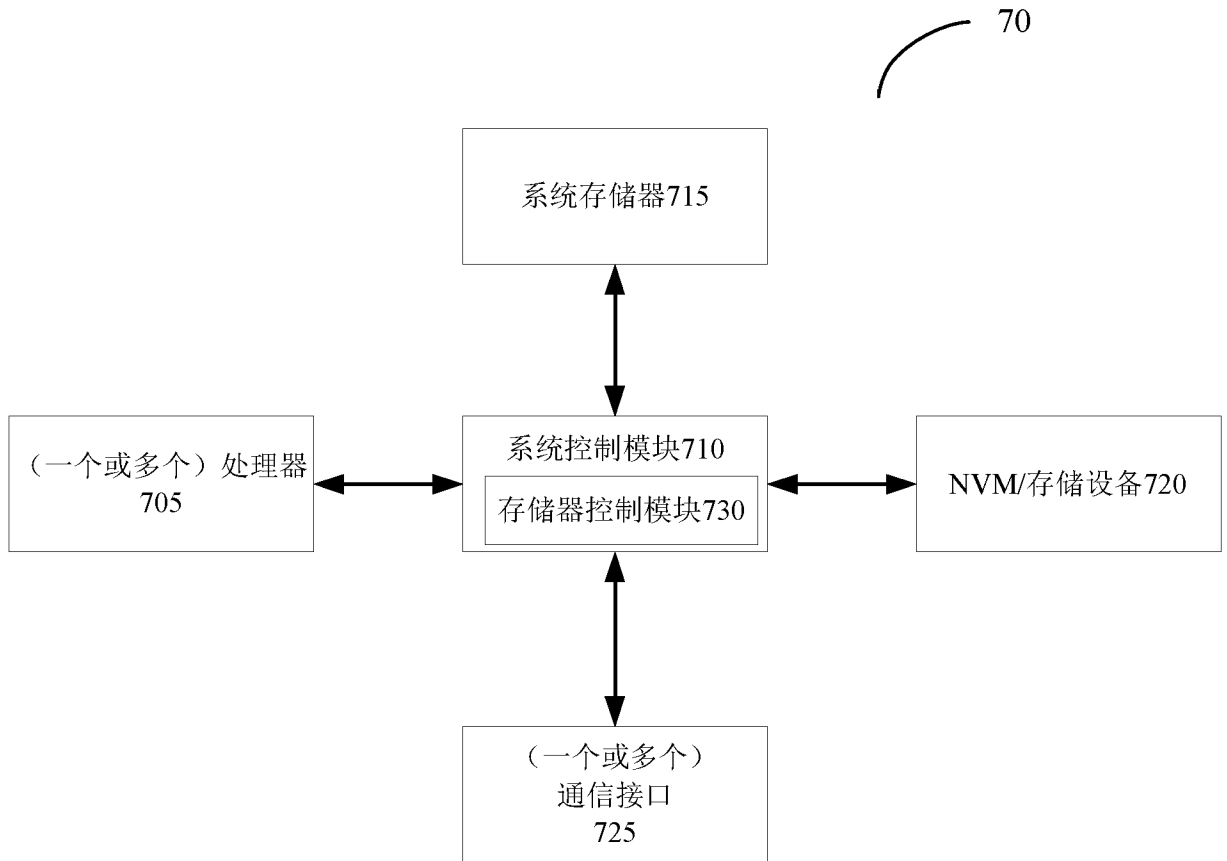 70
系统存储器715
（一个或多个）处理器
705
系统控制模块710
存储器控制模块730
NVM/存储设备720
（一个或多个）
通信接口
725